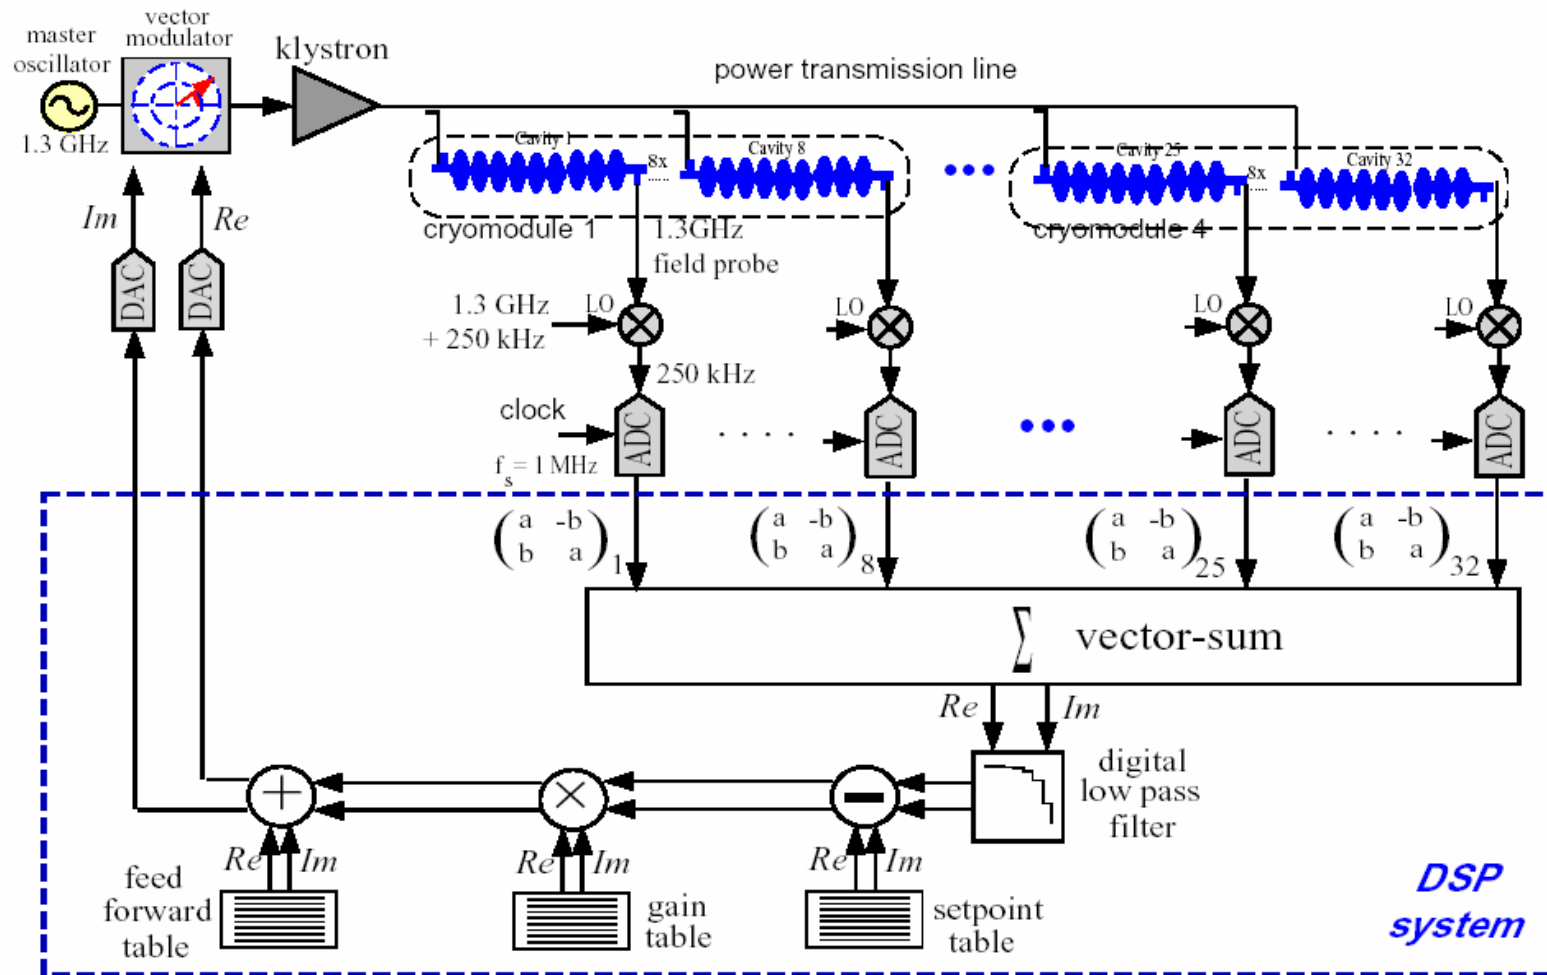 master
oscillator
1.3 GHz
vector
modulator
klystron
power transmission line
Cavity 1
8x
.....
Cavity 8
Cavity 25
8x
.....
Cavity 32
cryomodule 1
cryomodule 4
Im
Re
DAC
DAC
1.3GHz
field probe
1.3 GHz
+ 250 kHz
LO
LO
LO
LO
250 kHz
clock
f_s = 1 MHz
ADC
. . . .
ADC
ADC
. . . .
ADC
(a -b
b a)1
(a -b
b a)8
(a -b
b a)25
(a -b
b a)32
∑ vector-sum
Re
Im
digital
low pass
filter
+
×
−
Re
Im
feed
forward
table
Re
Im
gain
table
Re
Im
setpoint
table
DSP
system